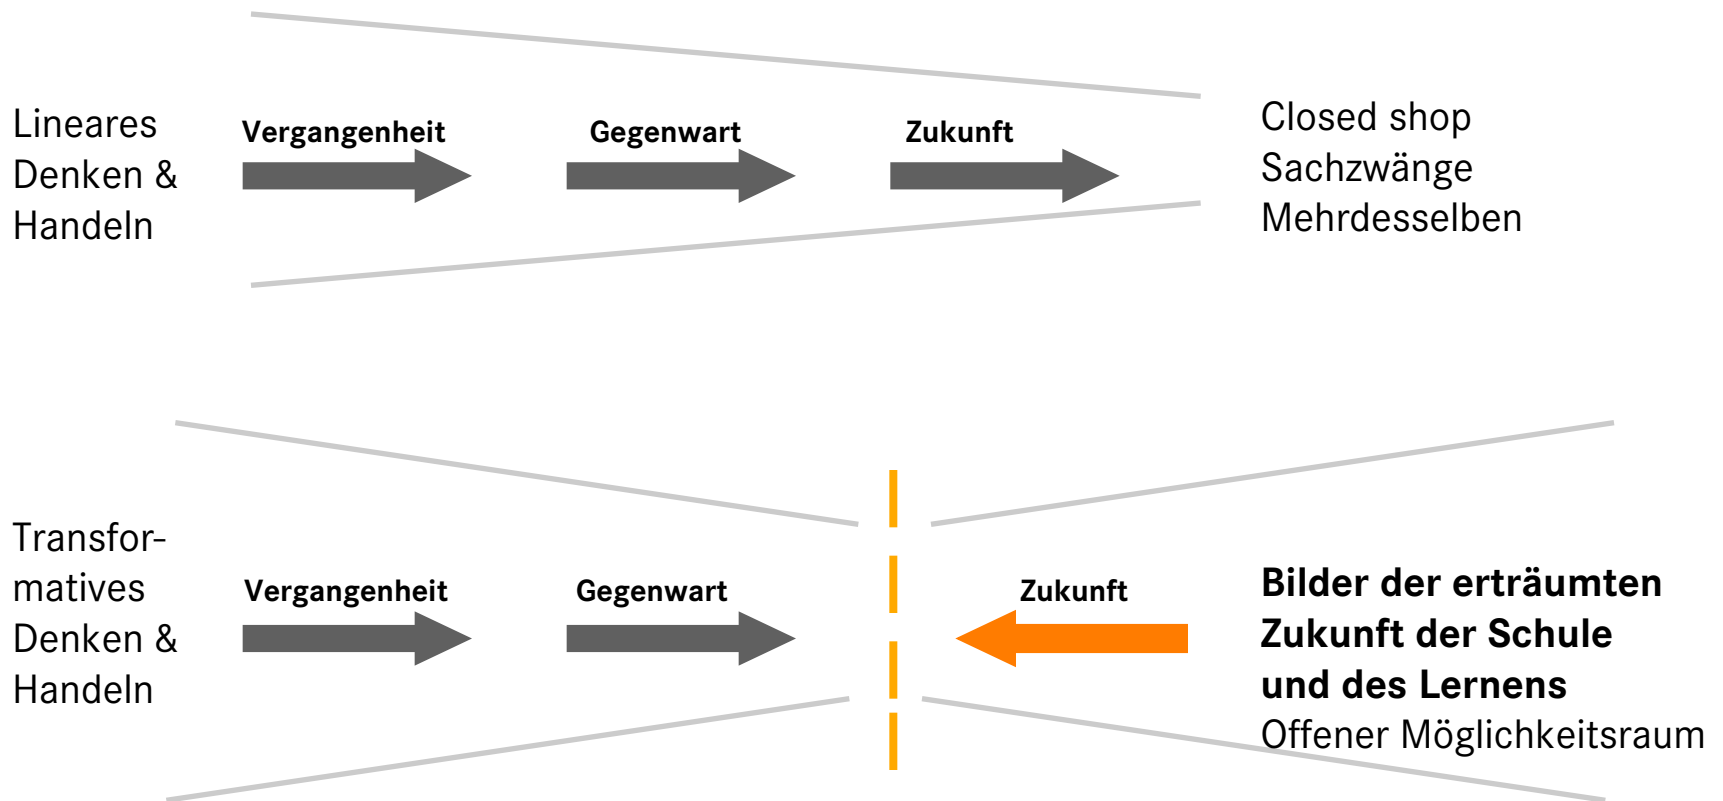 Lineares
Denken &
Handeln
Vergangenheit
Gegenwart
Zukunft
Closed shop
Sachzwänge
Mehrdesselben
Transfor-
matives
Denken &
Handeln
Vergangenheit
Gegenwart
Zukunft
Bilder der erträumten
Zukunft der Schule
und des Lernens
Offener Möglichkeitsraum